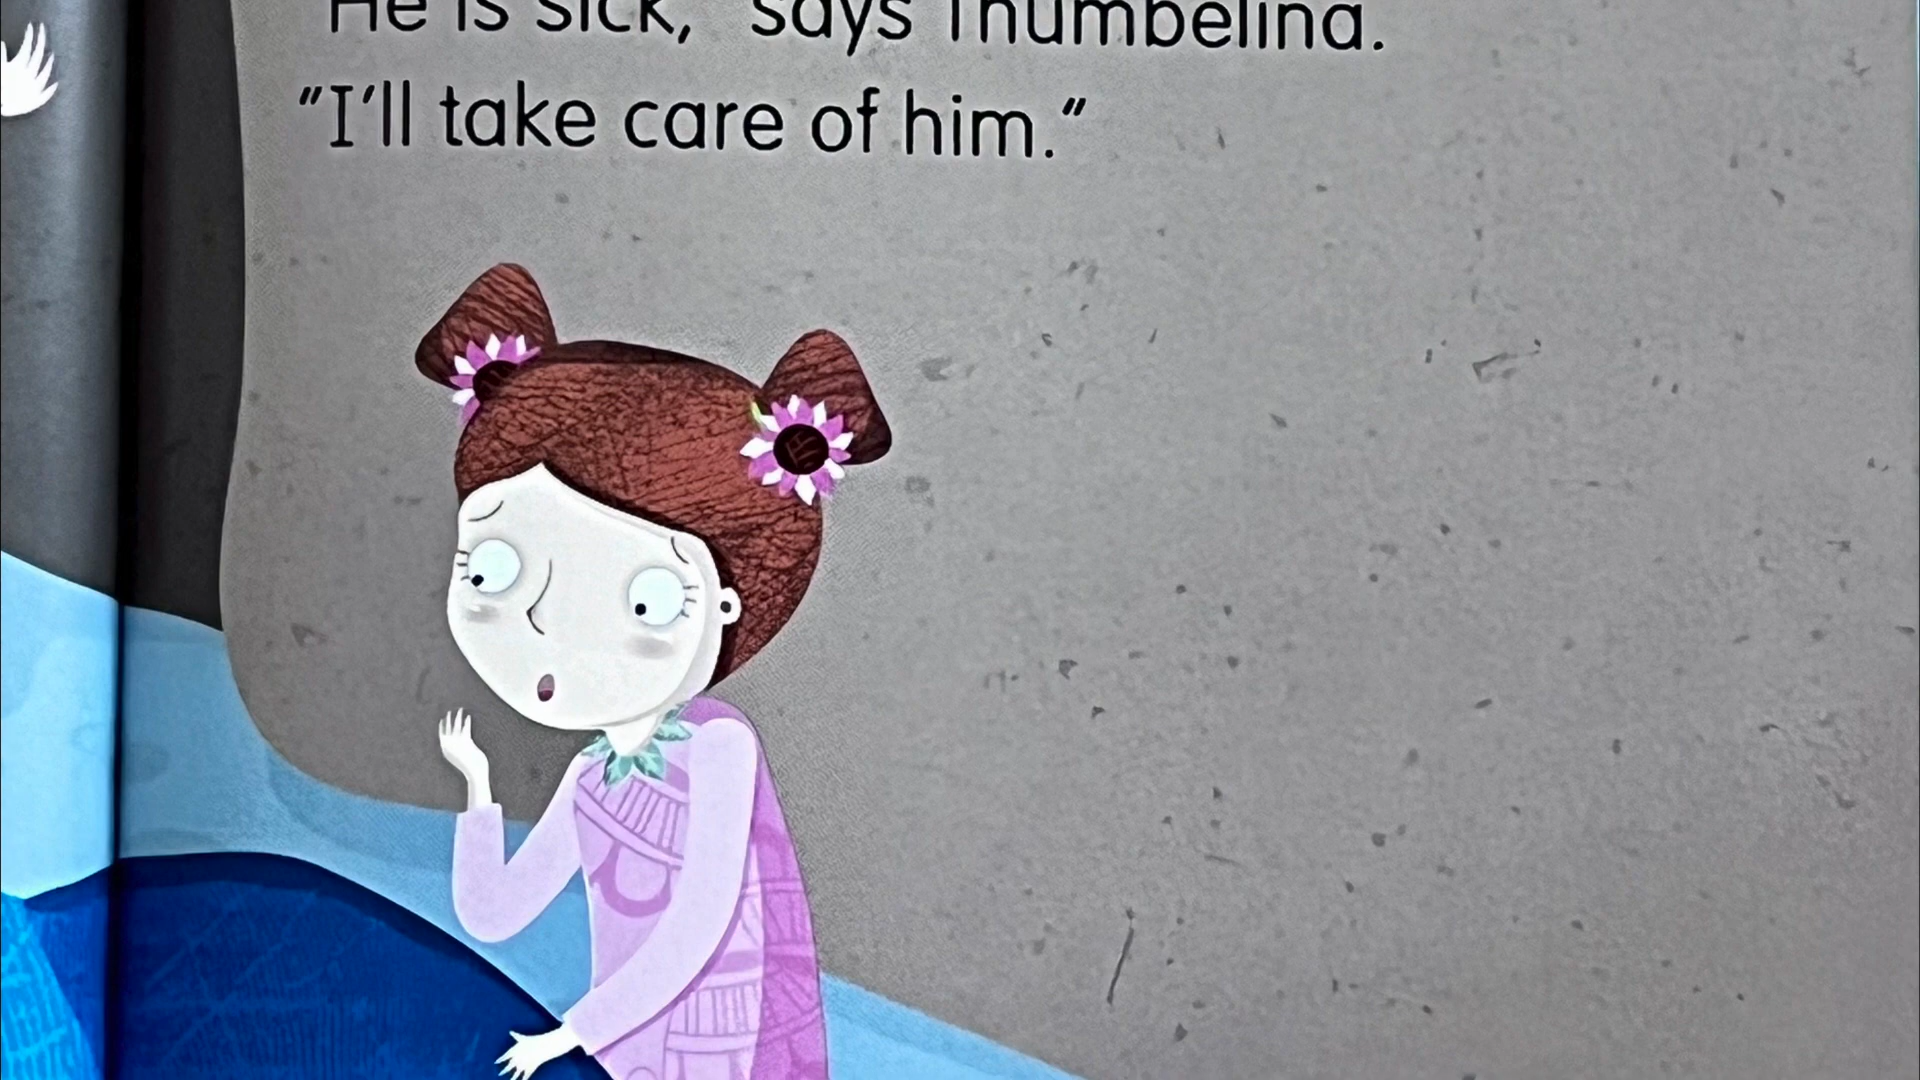 "He is sick," says Thumbelina.
"I'll take care of him."